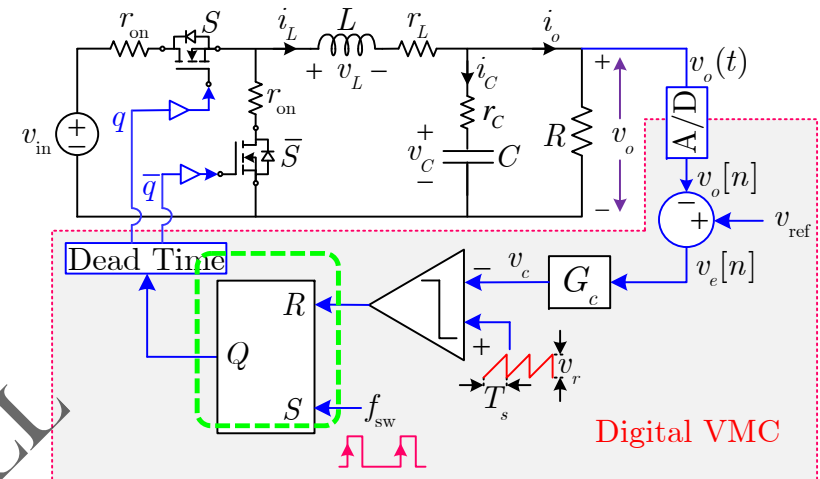 r_on
S
i_L
L
r_L
i_o
+ v_L −
v_o(t)
q
r_on
i_C
+
A/D
v_in
+
−
r_C
R
v_o
S̅
+
v_C
C
q̅
−
−
v_o[n]
−
+
v_ref
Dead Time
v_c
G_c
v_e[n]
−
R
+
Q
v_r
T_s
S
f_sw
Digital VMC